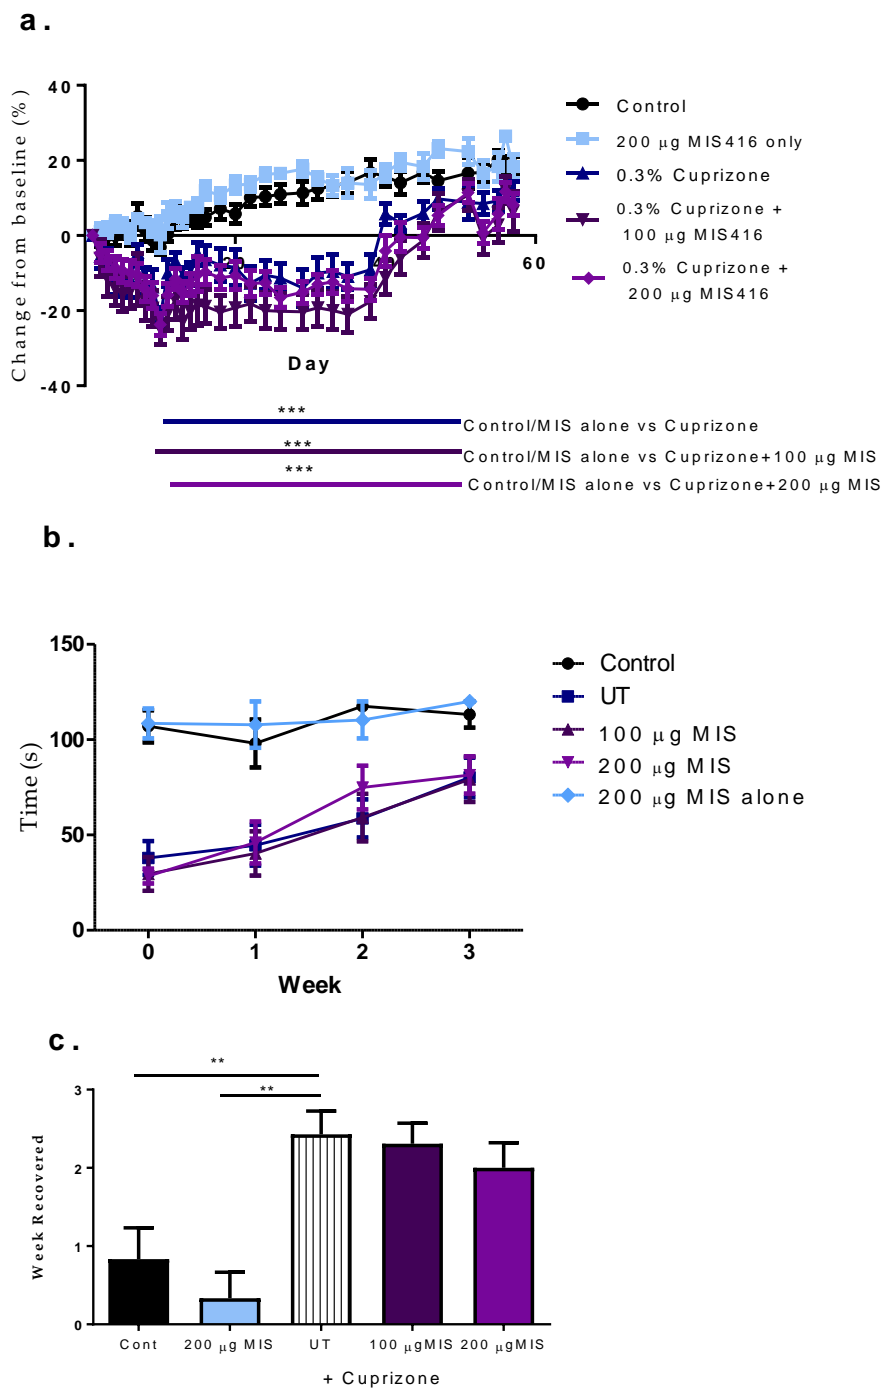 a.
Change from baseline (%)
40
20
0
-20
-40
20
60
Day
Control
200 µg MIS416 only
0.3% Cuprizone
0.3% Cuprizone +
100 µg MIS416
0.3% Cuprizone +
200 µg MIS416
***
Control/MIS alone vs Cuprizone
***
Control/MIS alone vs Cuprizone+100 µg MIS
***
Control/MIS alone vs Cuprizone+200 µg MIS
b.
Time (s)
150
100
50
0
0 1 2 3
Week
Control
UT
100 µg MIS
200 µg MIS
200 µg MIS alone
c.
**
**
Week Recovered
3
2
1
0
Cont 200 µg MIS UT 100 µgMIS 200 µgMIS
+ Cuprizone